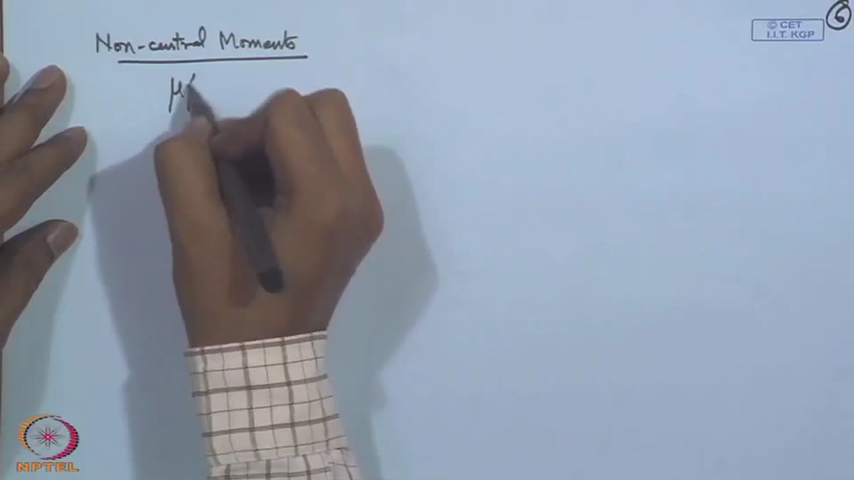 Non-central Moments
μ'
© CET
I.I.T. KGP
6
NPTEL